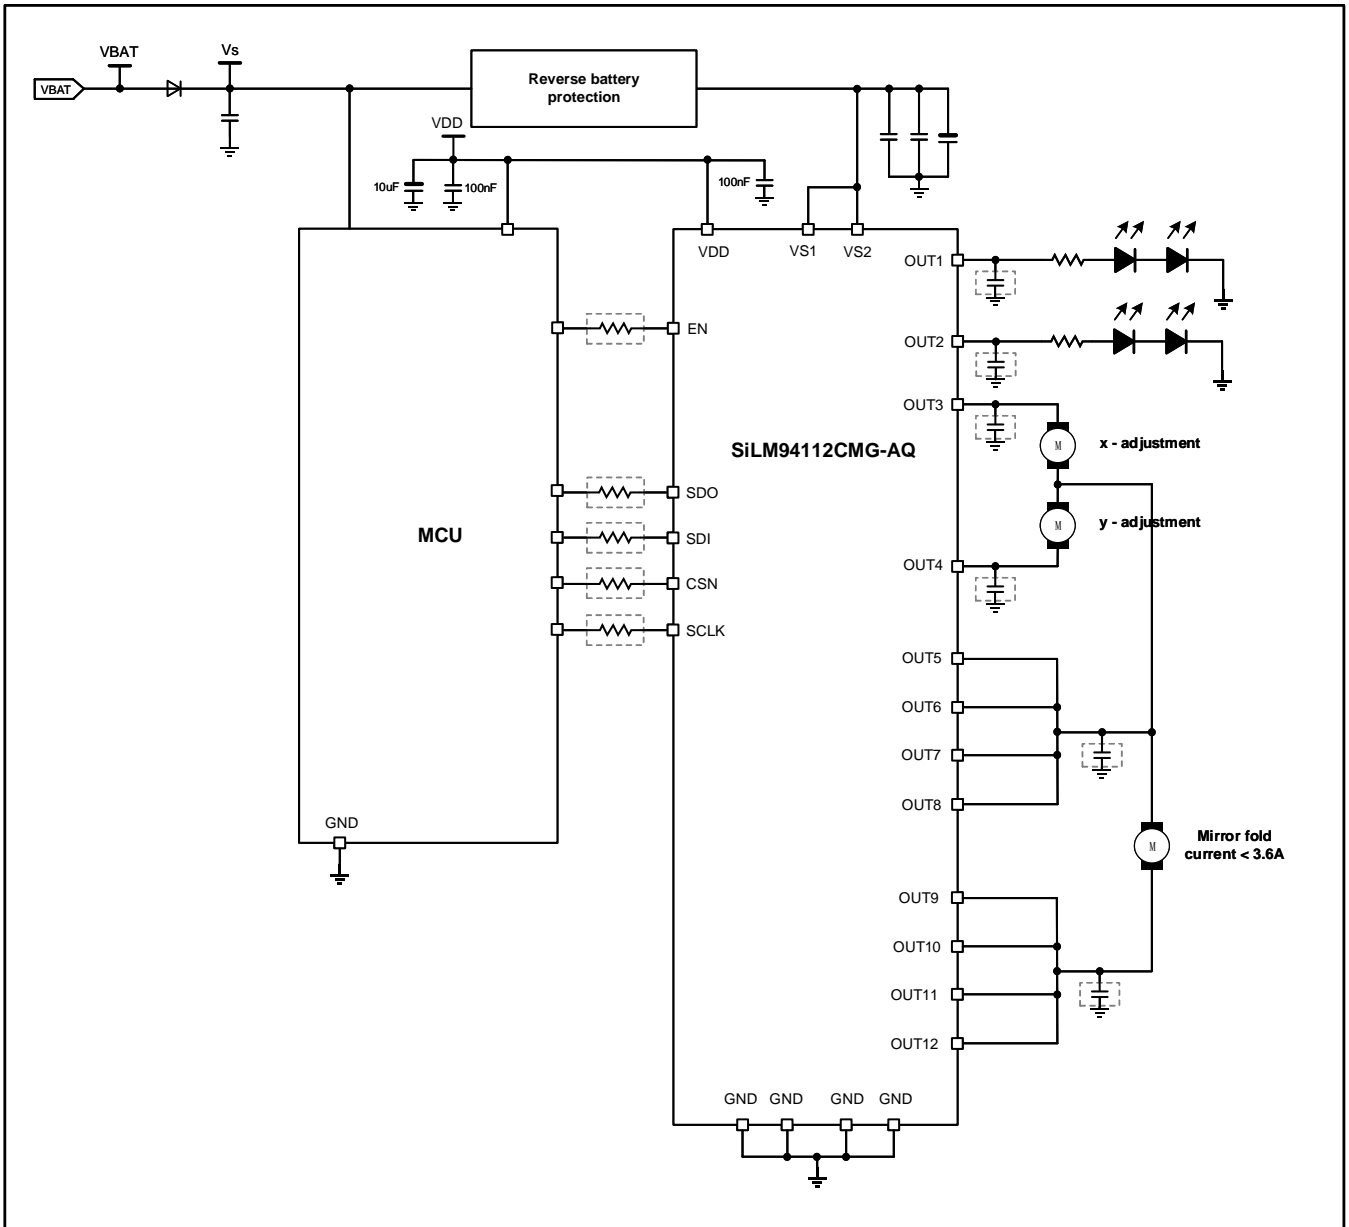 VBAT
Vs
VBAT
Reverse battery
protection
VDD
10uF
100nF
100nF
VDD
VS1
VS2
OUT1
EN
OUT2
OUT3
SiLM94112CMG-AQ
M
x - adjustment
SDO
MCU
SDI
M
y - adjustment
OUT4
CSN
SCLK
OUT5
OUT6
OUT7
OUT8
GND
M
Mirror fold
current < 3.6A
OUT9
OUT10
OUT11
OUT12
GND
GND
GND
GND